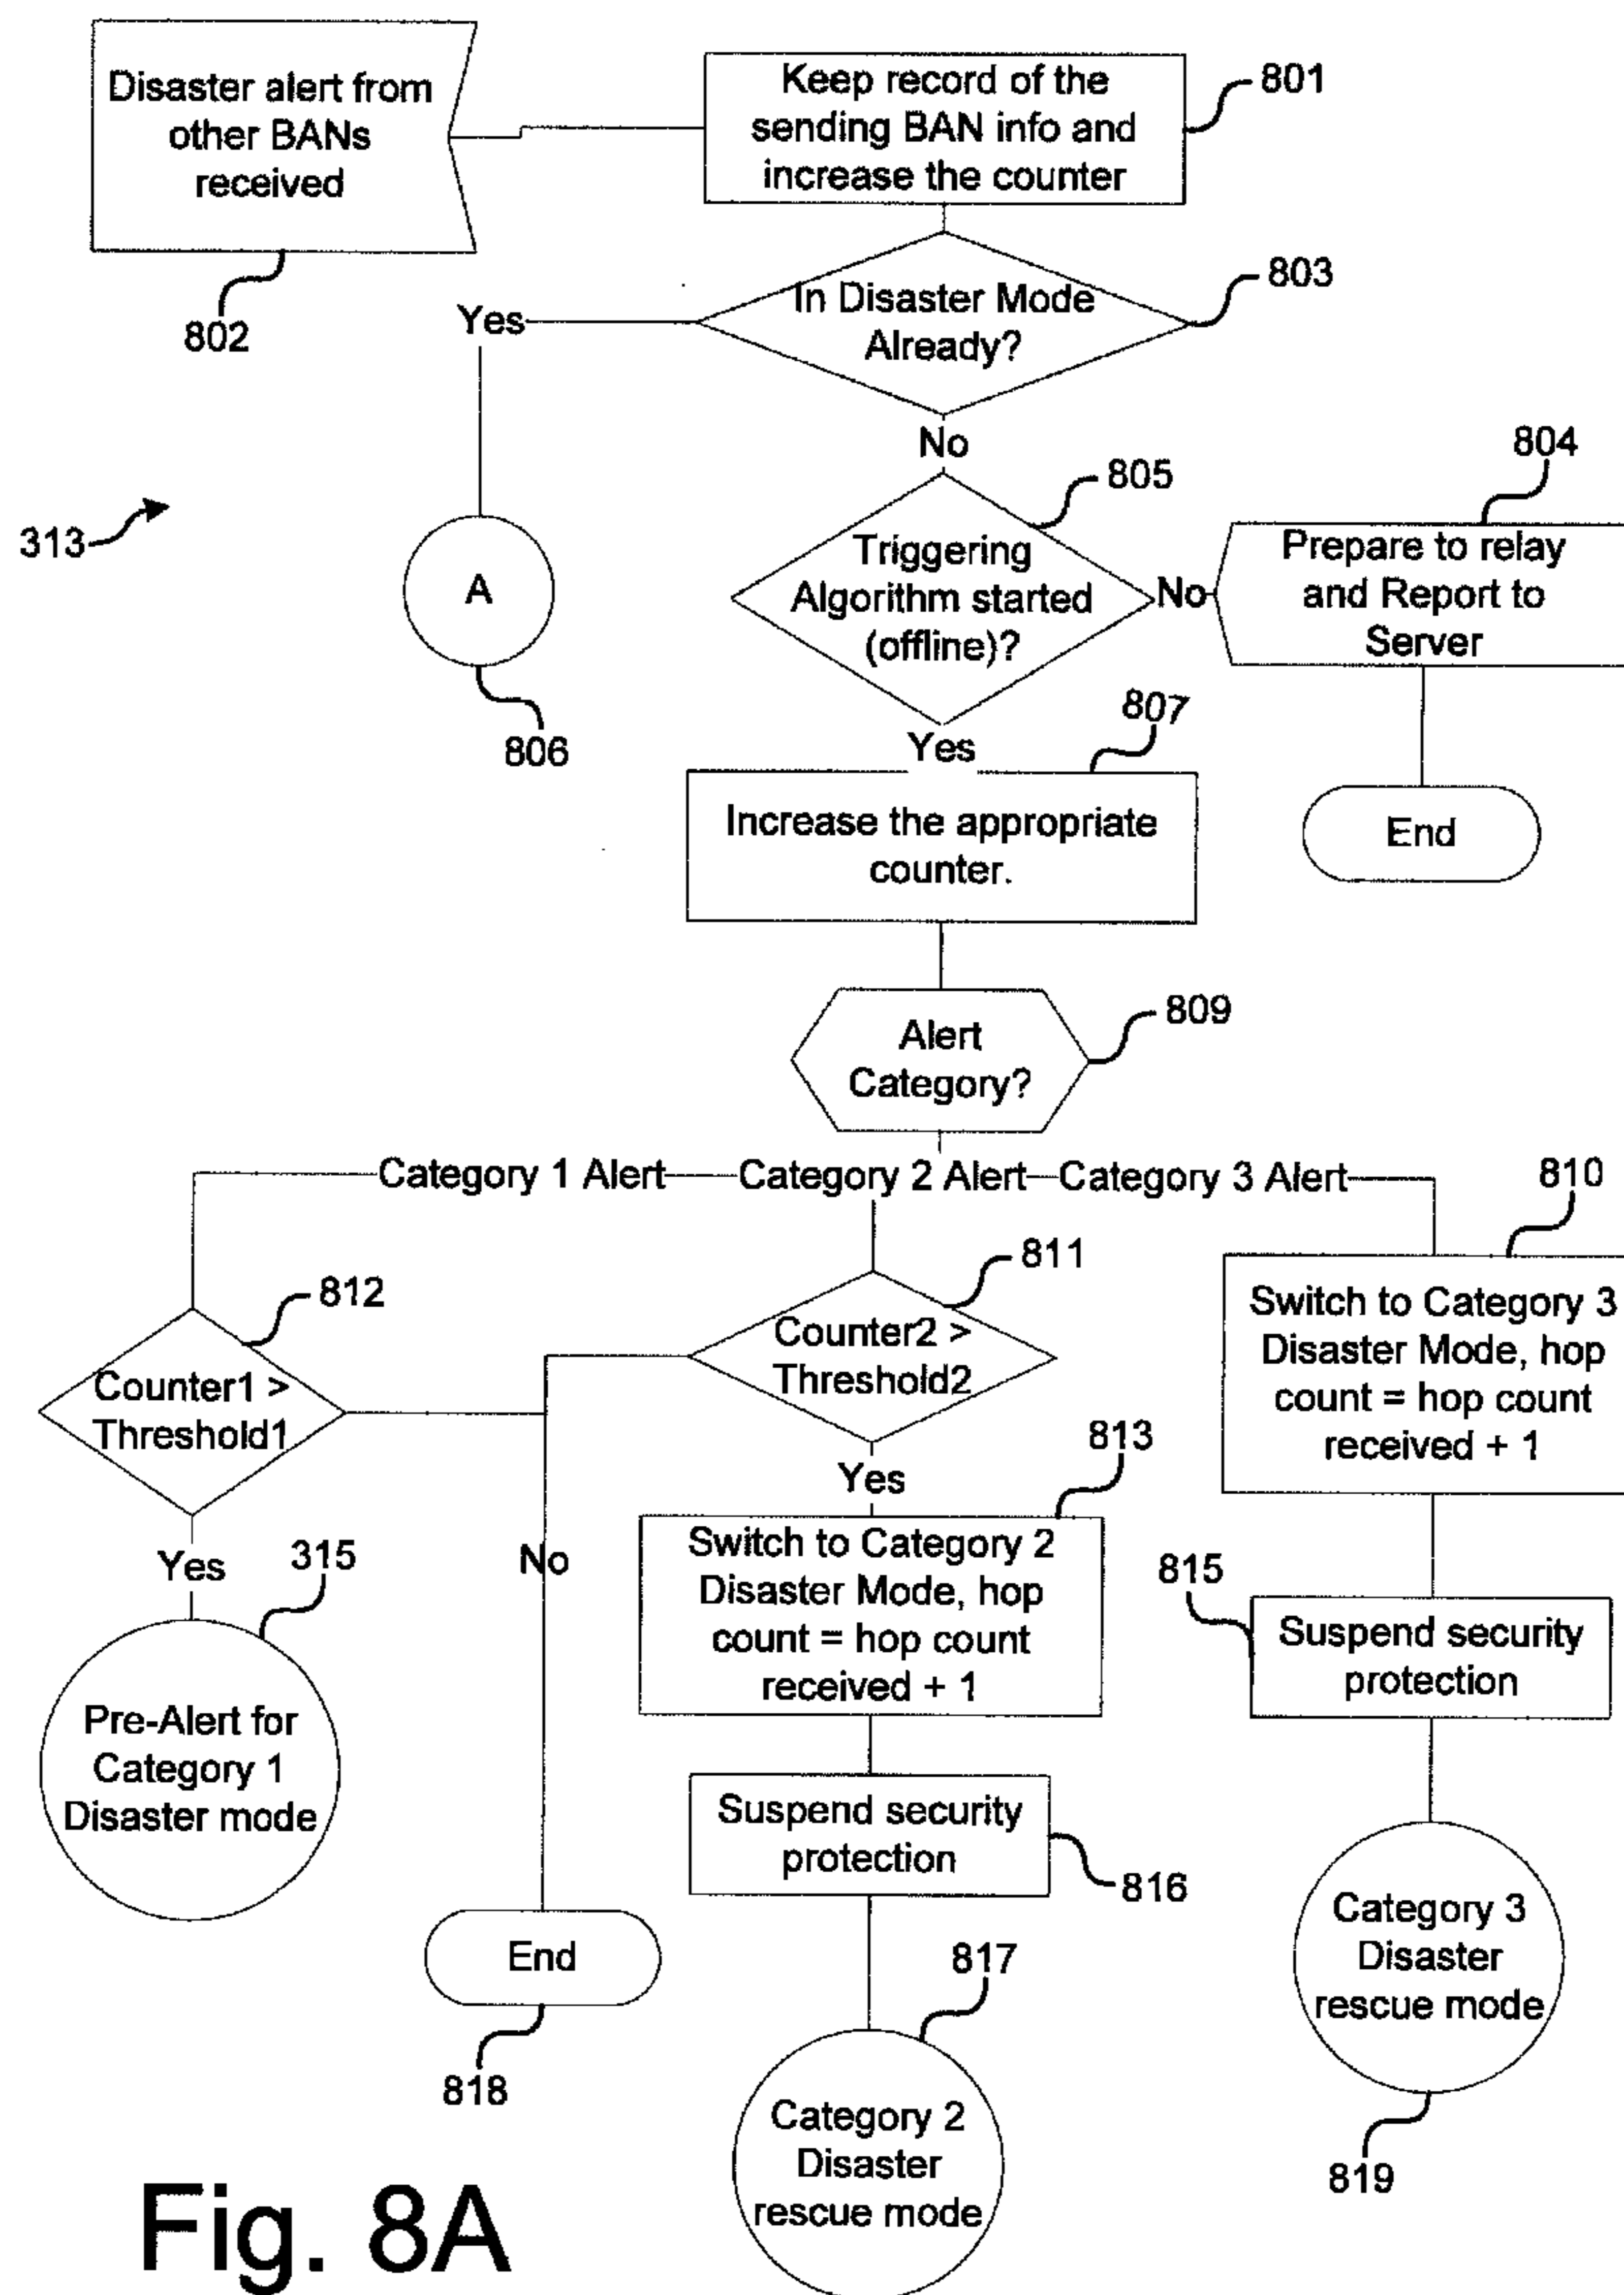 Disaster alert from
other BANs
received
802
Keep record of the
sending BAN info and
increase the counter
801
In Disaster Mode
Already?
803
Yes
No
313
A
806
Triggering
Algorithm started
(offline)?
805
No
Prepare to relay
and Report to
Server
804
End
Yes
807
Increase the appropriate
counter.
Alert
Category?
809
Category 1 Alert
Category 2 Alert
Category 3 Alert
810
812
Counter1 >
Threshold1
811
Counter2 >
Threshold2
Switch to Category 3
Disaster Mode, hop
count = hop count
received + 1
Yes
315
Pre-Alert for
Category 1
Disaster mode
No
Yes
813
Switch to Category 2
Disaster Mode, hop
count = hop count
received + 1
815
Suspend security
protection
Suspend security
protection
816
End
818
817
Category 2
Disaster
rescue mode
Category 3
Disaster
rescue mode
819
Fig. 8A